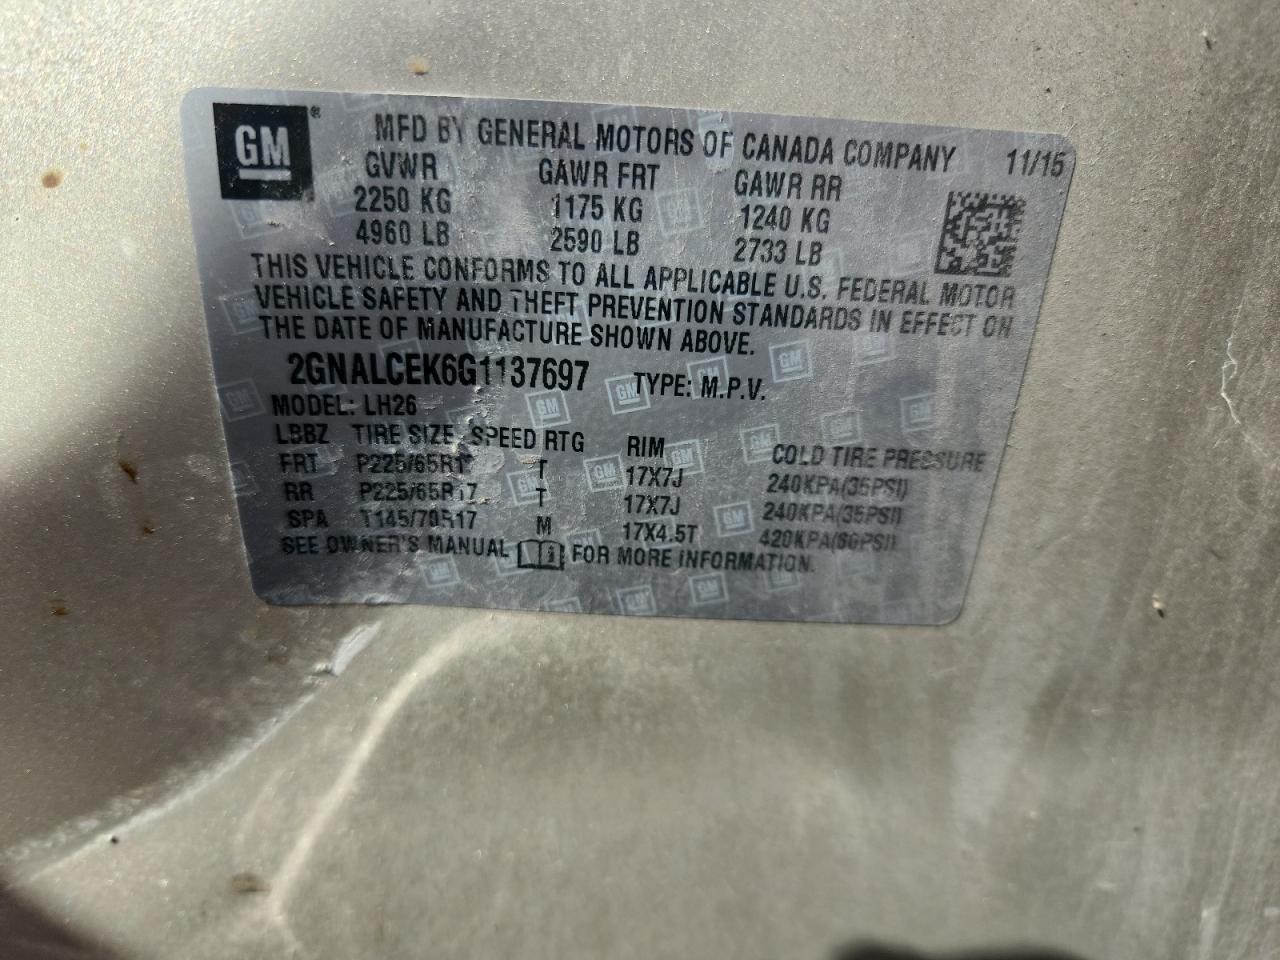 GM®
MFD BY GENERAL MOTORS OF CANADA COMPANY 11/15
GVWR GAWR FRT GAWR RR
2250 KG 1175 KG 1240 KG
4960 LB 2590 LB 2733 LB
THIS VEHICLE CONFORMS TO ALL APPLICABLE U.S. FEDERAL MOTOR
VEHICLE SAFETY AND THEFT PREVENTION STANDARDS IN EFFECT ON
THE DATE OF MANUFACTURE SHOWN ABOVE.
2GNALCEK6G1137697 TYPE: M.P.V.
MODEL: LH26
LBBZ TIRE SIZE SPEED RTG RIM COLD TIRE PRESSURE
FRT P225/65R17 T 17X7J 240KPA(35PSI)
RR P225/65R17 T 17X7J 240KPA(35PSI)
SPA T145/70R17 M 17X4.5T 420KPA(60PSI)
SEE OWNER'S MANUAL FOR MORE INFORMATION.